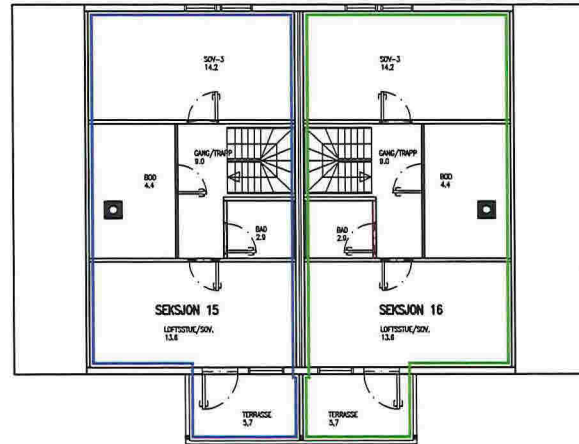 SOV-3
14.2
SOV-3
14.2
GANG/TRAPP
9.0
GANG/TRAPP
9.0
BOD
4.4
BOD
4.4
BAD
2.9
BAD
2.9
SEKSJON 15
LOFTSSTUE/SOV.
13.6
SEKSJON 16
LOFTSSTUE/SOV.
13.6
TERRASSE
5,7
TERRASSE
5,7